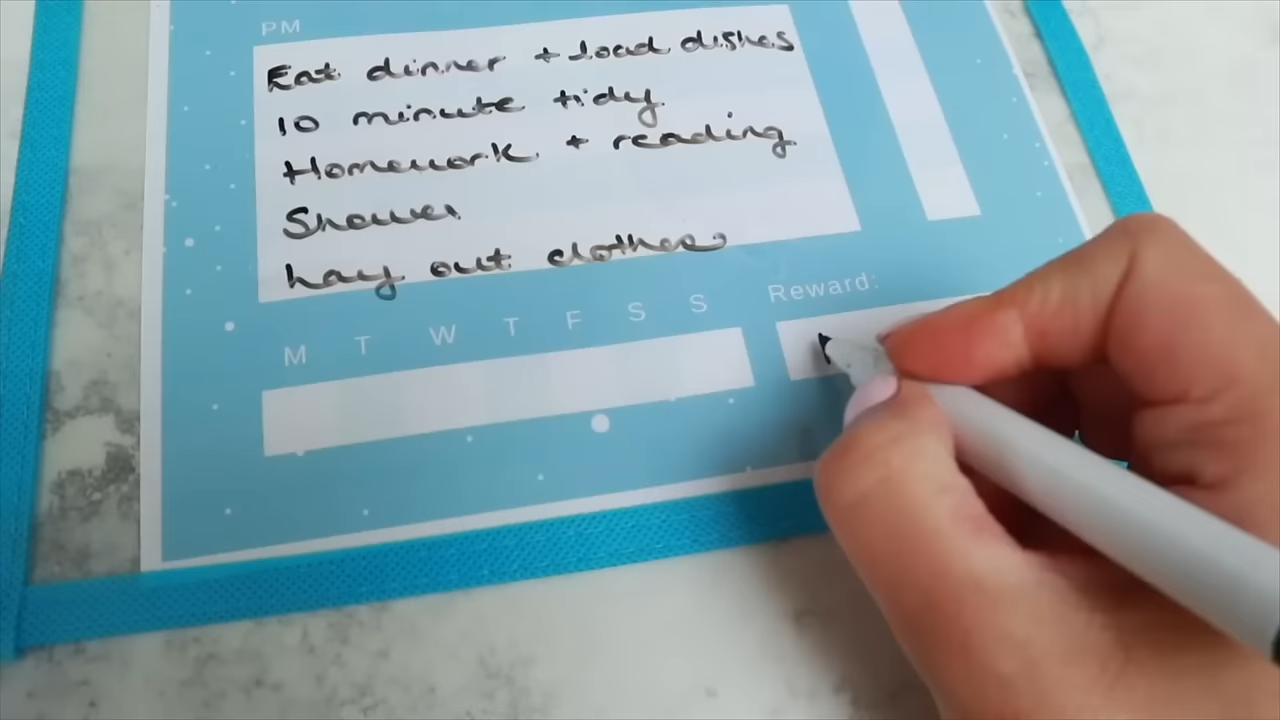 PM
Eat dinner + load dishes
10 minute tidy
Homework + reading
Shower
Lay out clothes
M T W T F S S
Reward: